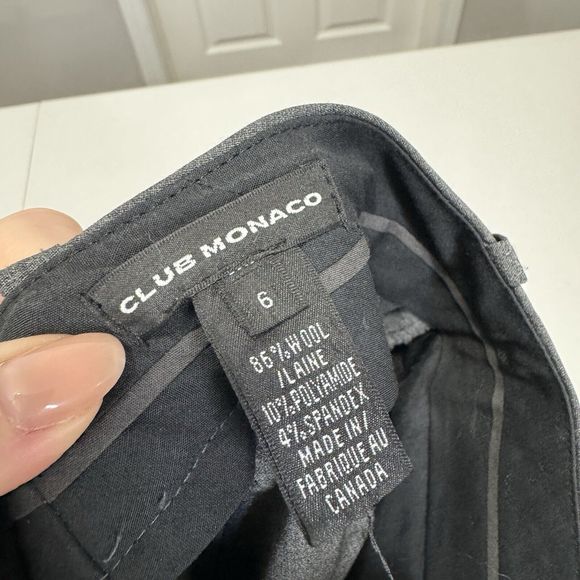 CLUB MONACO
6
86% WOOL
/LAINE
10% POLYAMIDE
4% SPANDEX
MADE IN/
FABRIQUE AU
CANADA